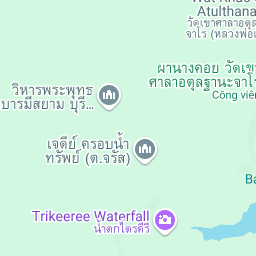 Atulthana
วัดเขาศาลาอตุล
จาโร (หลวงพ่อเ
ผานางคอย วัดเข
ศาลาอตุลฐานะจาโ
Công viên
วิหารพระพุทธ
บารมีสยาม บุรี...
เจดีย์ ครอบน้ำ
ทรัพย์ (ต.จรัส)
Ba
Trikeeree Waterfall
น้ำตกไตรคีรี